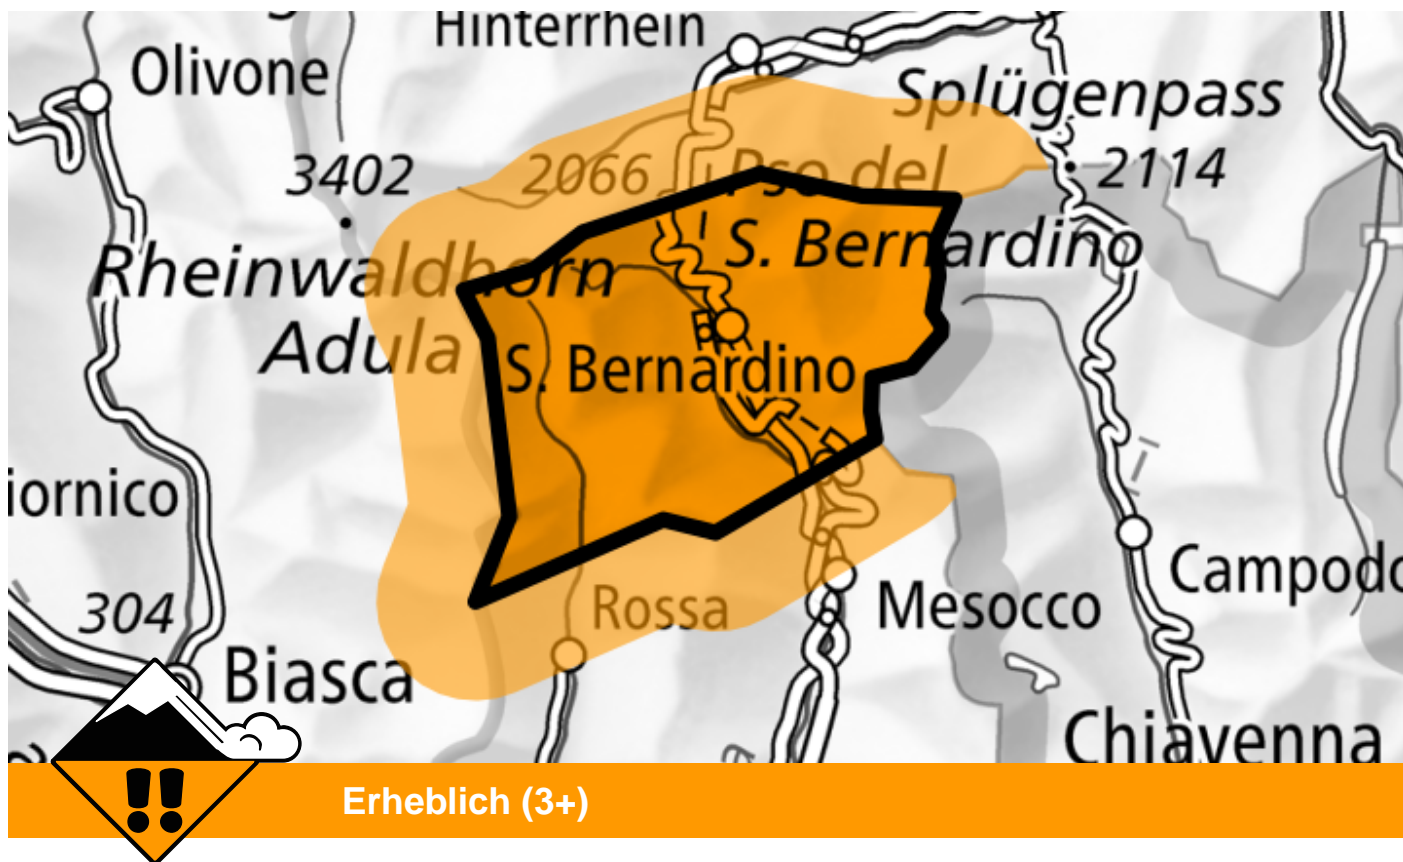 Hinterrhein
Olivone
Splügenpass
3402
2066
Pso del
2114
S. Bernardino
Rheinwaldhorn
Adula
S. Bernardino
iornico
304
Rossa
Mesocco
Campodo
Biasca
Chiavenna
Erheblich (3+)